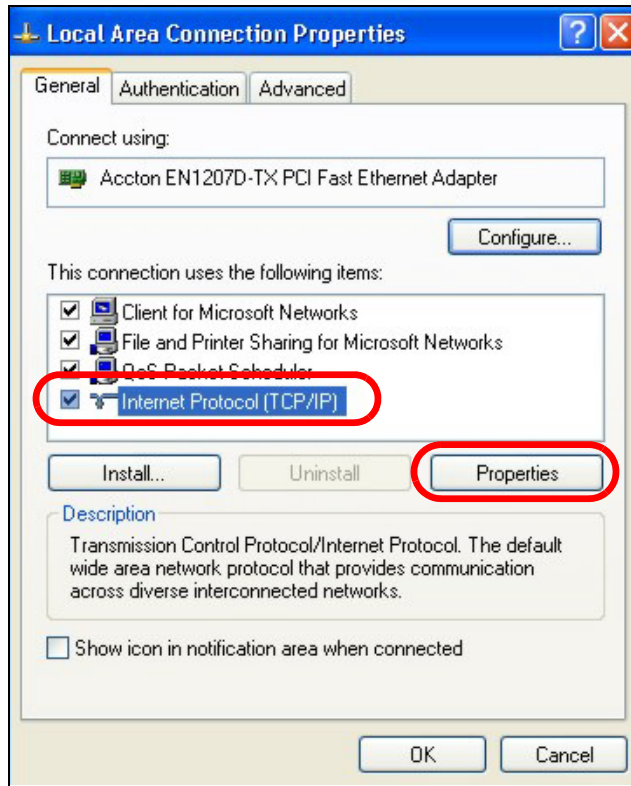 Local Area Connection Properties
General Authentication Advanced
Connect using:
Accton EN1207D-TX PCI Fast Ethernet Adapter
Configure...
This connection uses the following items:
Client for Microsoft Networks
File and Printer Sharing for Microsoft Networks
QoS Packet Scheduler
Internet Protocol (TCP/IP)
Install... Uninstall Properties
Description
Transmission Control Protocol/Internet Protocol. The default
wide area network protocol that provides communication
across diverse interconnected networks.
Show icon in notification area when connected
OK Cancel